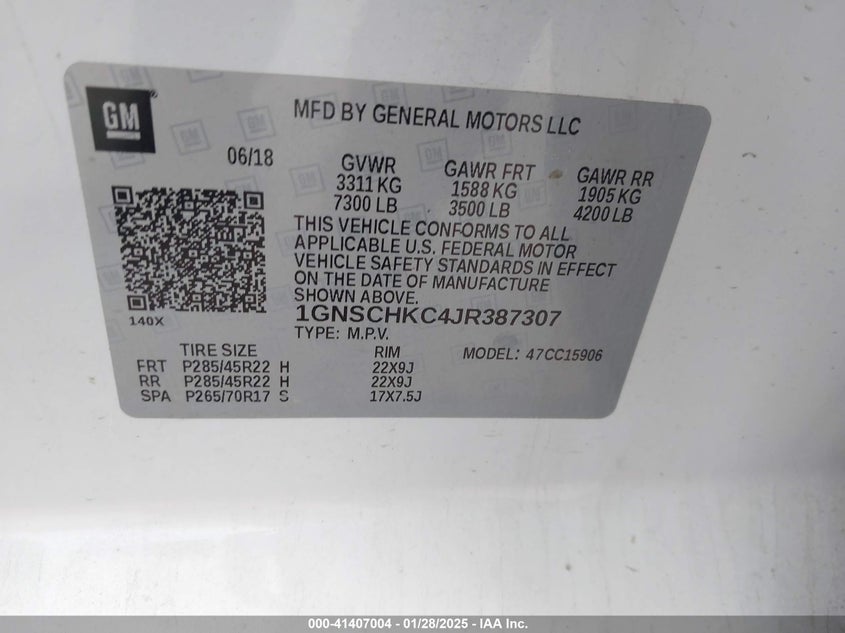 GM
MFD BY GENERAL MOTORS LLC
06/18
GVWR GAWR FRT GAWR RR
3311 KG 1588 KG 1905 KG
7300 LB 3500 LB 4200 LB
THIS VEHICLE CONFORMS TO ALL
APPLICABLE U.S. FEDERAL MOTOR
VEHICLE SAFETY STANDARDS IN EFFECT
ON THE DATE OF MANUFACTURE
SHOWN ABOVE.
1GNSCHKC4JR387307
140X
TYPE: M.P.V.
TIRE SIZE RIM MODEL: 47CC15906
FRT P285/45R22 H 22X9J
RR P285/45R22 H 22X9J
SPA P265/70R17 S 17X7.5J
000-41407004 — 01/28/2025 — IAA Inc.